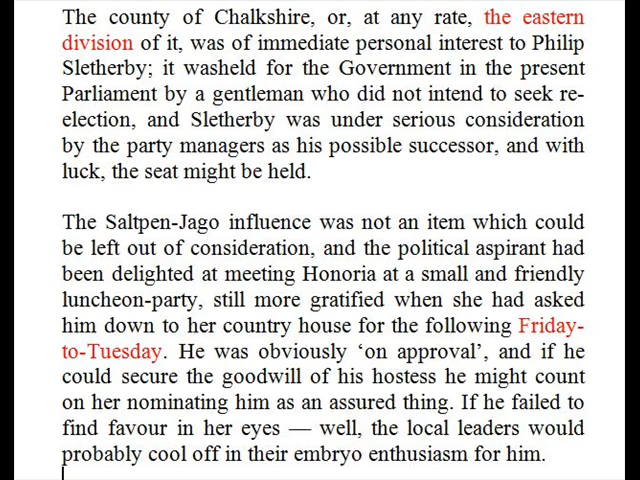 The county of Chalkshire, or, at any rate, the eastern
division of it, was of immediate personal interest to Philip
Sletherby; it washeld for the Government in the present
Parliament by a gentleman who did not intend to seek re-
election, and Sletherby was under serious consideration
by the party managers as his possible successor, and with
luck, the seat might be held.
The Saltpen-Jago influence was not an item which could
be left out of consideration, and the political aspirant had
been delighted at meeting Honoria at a small and friendly
luncheon-party, still more gratified when she had asked
him down to her country house for the following Friday-
to-Tuesday. He was obviously ‘on approval’, and if he
could secure the goodwill of his hostess he might count
on her nominating him as an assured thing. If he failed to
find favour in her eyes — well, the local leaders would
probably cool off in their embryo enthusiasm for him.